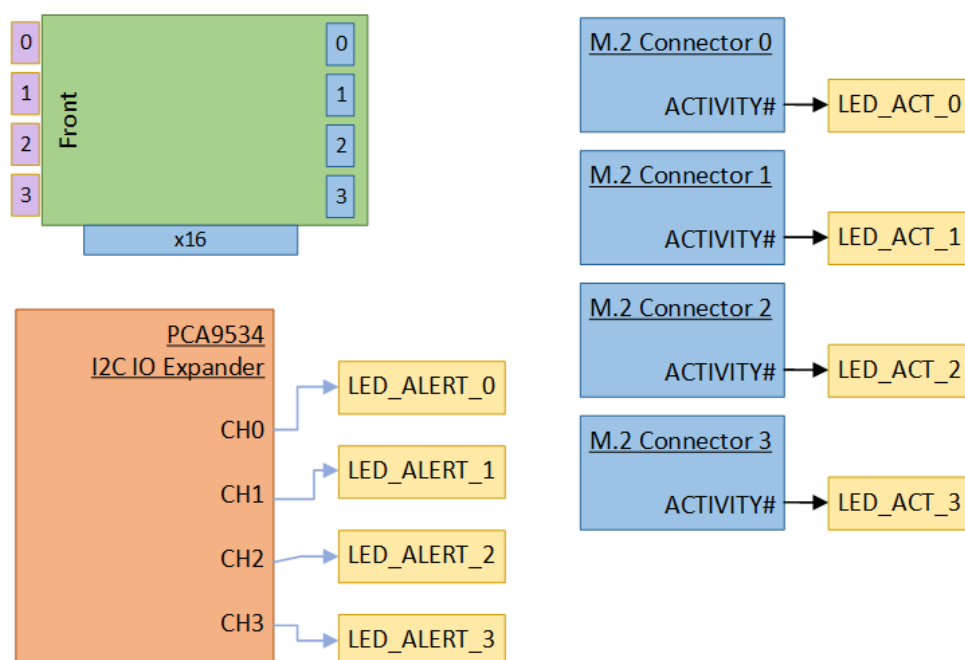 0
1
2
3
Front
0
1
2
3
x16
M.2 Connector 0
ACTIVITY#
LED_ACT_0
M.2 Connector 1
ACTIVITY#
LED_ACT_1
M.2 Connector 2
ACTIVITY#
LED_ACT_2
M.2 Connector 3
ACTIVITY#
LED_ACT_3
PCA9534
I2C IO Expander
CH0
LED_ALERT_0
CH1
LED_ALERT_1
CH2
LED_ALERT_2
CH3
LED_ALERT_3